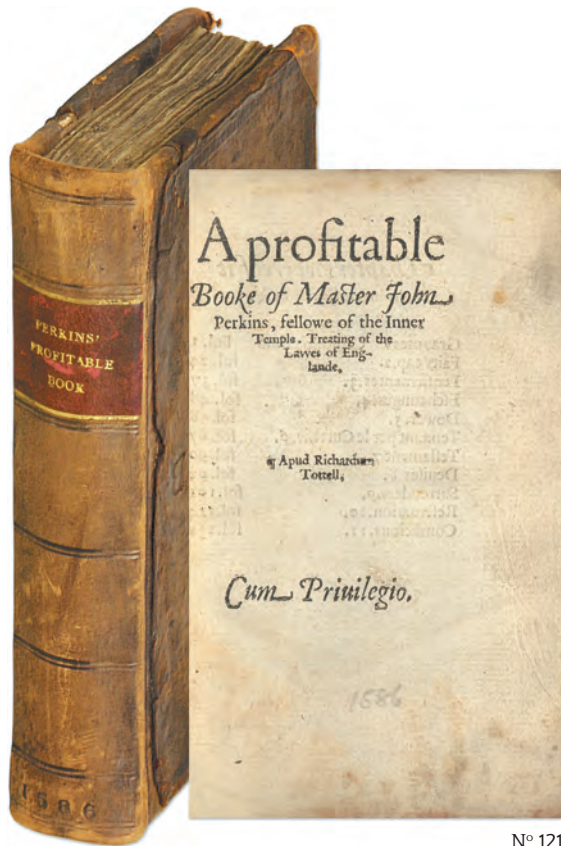 PERKINS'
PROFITABLE
BOOK
1586
A profitable
Booke of Master John
Perkins, fellowe of the Inner
Temple. Treating of the
Lawes of Eng-
lande.
Apud Richardum
Tottell,
Cum Priuilegio.
1586
Nº 121